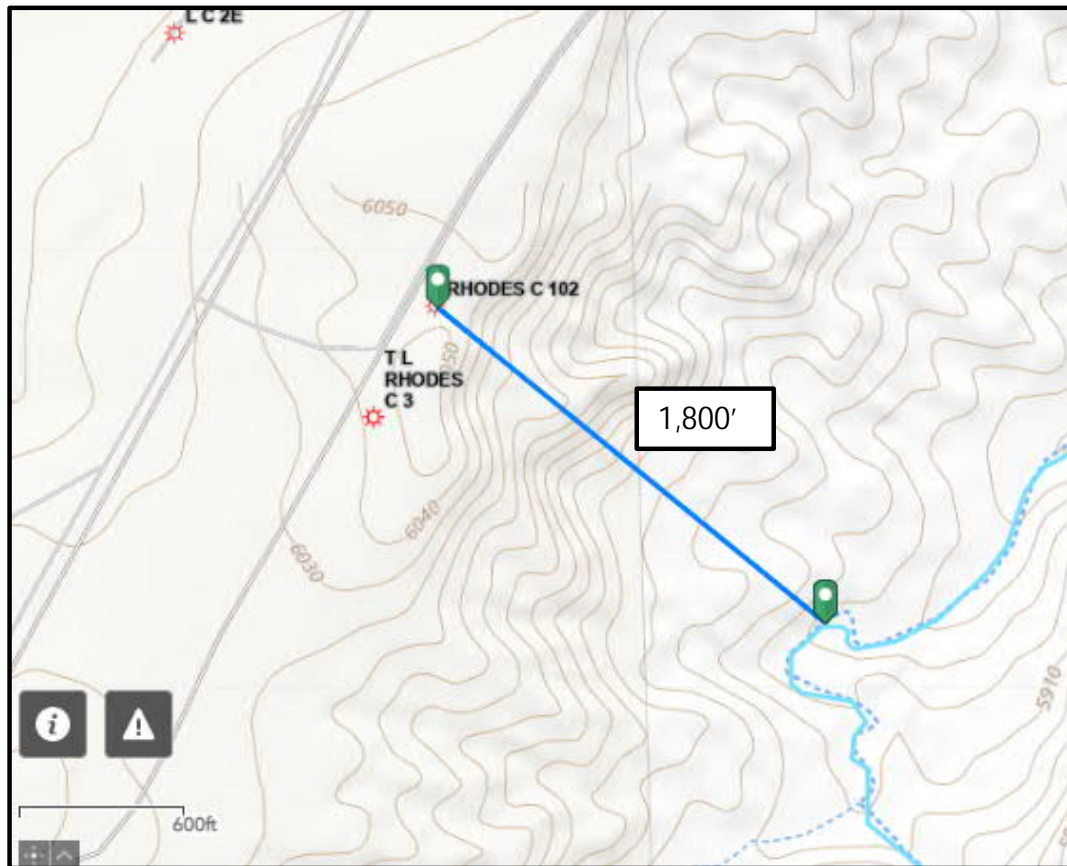 L C 2E
6050
RHODES C 102
T L
RHODES
C 3
1,800'
6040
6030
5910
i
600ft